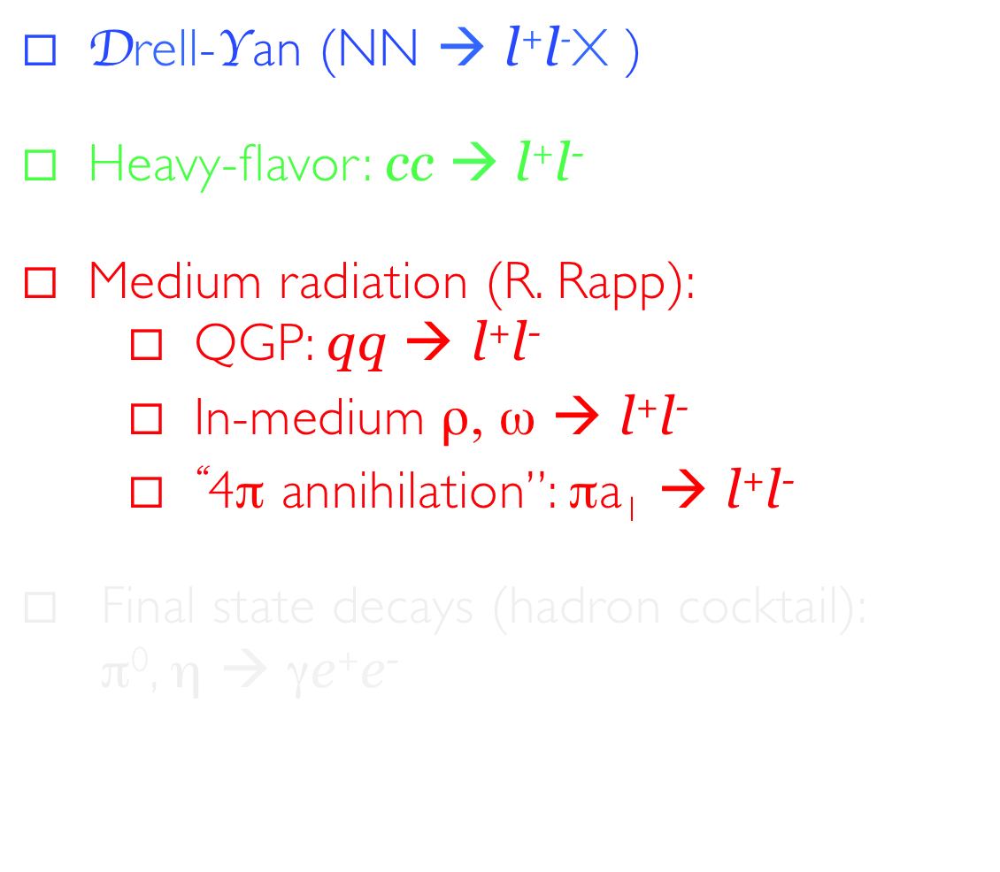 □ Drell-Yan (NN → l⁺l⁻X )
□ Heavy-flavor: cc → l⁺l⁻
□ Medium radiation (R. Rapp):
□ QGP: qq → l⁺l⁻
□ In-medium ρ, ω → l⁺l⁻
□ “4π annihilation”: πa₁ → l⁺l⁻
□ Final state decays (hadron cocktail):
π⁰, η → γe⁺e⁻